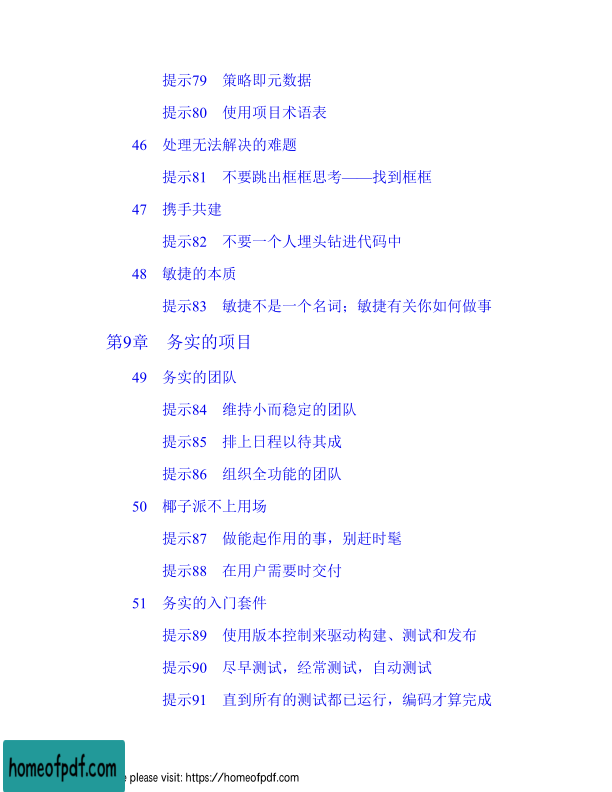 提示79 策略即元数据
提示80 使用项目术语表
46 处理无法解决的难题
提示81 不要跳出框框思考——找到框框
47 携手共建
提示82 不要一个人埋头钻进代码中
48 敏捷的本质
提示83 敏捷不是一个名词；敏捷有关你如何做事
第9章 务实的项目
49 务实的团队
提示84 维持小而稳定的团队
提示85 排上日程以待其成
提示86 组织全功能的团队
50 椰子派不上用场
提示87 做能起作用的事，别赶时髦
提示88 在用户需要时交付
51 务实的入门套件
提示89 使用版本控制来驱动构建、测试和发布
提示90 尽早测试，经常测试，自动测试
提示91 直到所有的测试都已运行，编码才算完成
homeofpdf.com
please visit: https://homeofpdf.com